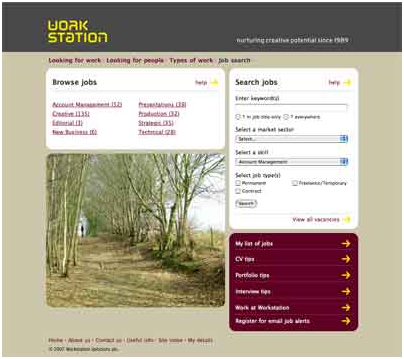 WORK
STATION
nurturing creative potential since 1989
Looking for work · Looking for people · Types of work · Job search
Browse jobs
help
Account Management (52)
Creative (135)
Editorial (3)
New Business (6)
Presentations (39)
Production (32)
Strategic (35)
Technical (28)
Search jobs
help
Enter keyword(s)
? in job title only ? everywhere
Select a market sector
Select...
Select a skill
Account Management
Select job type(s)
Permanent
Freelance/Temporary
Contract
Search
View all vacancies
My list of jobs
CV tips
Portfolio tips
Interview tips
Work at Workstation
Register for email job alerts
Home · About us · Contact us · Useful info · Site index · My details
© 2007 Workstation Solutions plc.